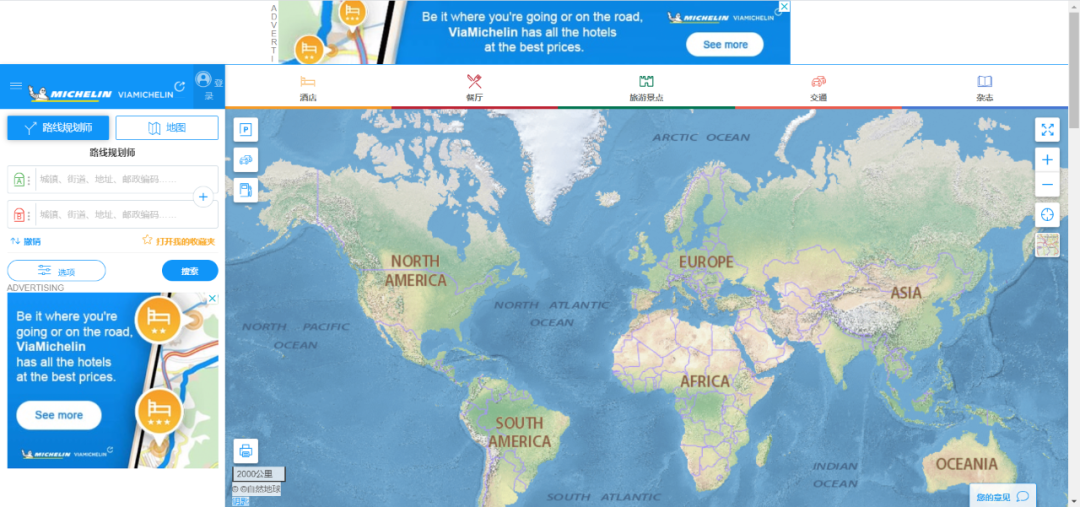 ADVERTI
Be it where you're going or on the road,
ViaMichelin has all the hotels
at the best prices.
MICHELIN VIAMICHELIN
See more
MICHELIN VIAMICHELIN
登录
酒店
餐厅
旅游景点
交通
杂志
路线规划师
地图
路线规划师
A
城镇、街道、地址、邮政编码……
B
城镇、街道、地址、邮政编码……
撤销
打开我的收藏夹
选项
搜索
ADVERTISING
Be it where you're
going or on the road,
ViaMichelin
has all the hotels
at the best prices.
See more
MICHELIN VIAMICHELIN
P
ARCTIC OCEAN
NORTH
AMERICA
EUROPE
ASIA
NORTH ATLANTIC
OCEAN
NORTH PACIFIC
OCEAN
AFRICA
SOUTH
AMERICA
INDIAN
OCEAN
OCEANIA
SOUTH ATLANTIC
2000公里
© ©自然地球
您的意见